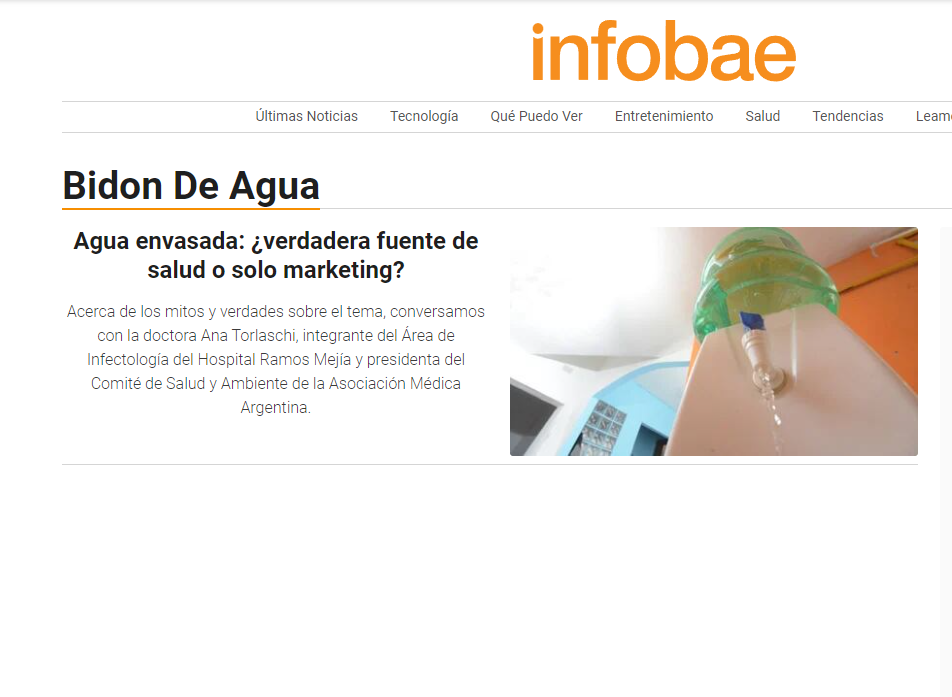 infobae
Últimas Noticias Tecnología Qué Puedo Ver Entretenimiento Salud Tendencias
Bidon De Agua
Agua envasada: ¿verdadera fuente de
salud o solo marketing?
Acerca de los mitos y verdades sobre el tema, conversamos
con la doctora Ana Torlaschi, integrante del Área de
Infectología del Hospital Ramos Mejía y presidenta del
Comité de Salud y Ambiente de la Asociación Médica
Argentina.